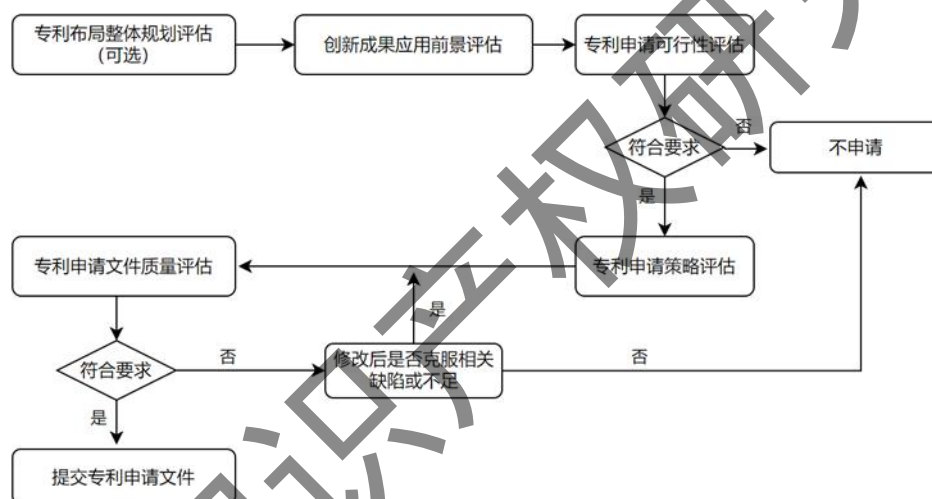 专利布局整体规划评估
(可选)
创新成果应用前景评估
专利申请可行性评估
符合要求
否
不申请
是
专利申请文件质量评估
专利申请策略评估
是
符合要求
否
修改后是否克服相关
缺陷或不足
否
是
提交专利申请文件
识产权研